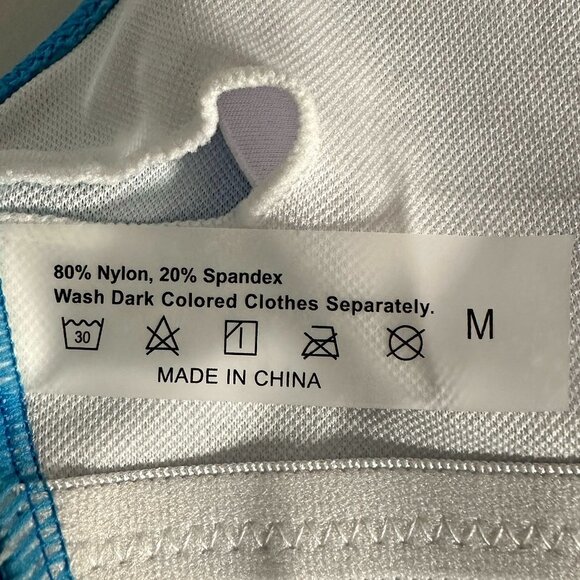 80% Nylon, 20% Spandex
Wash Dark Colored Clothes Separately.
30
M
MADE IN CHINA